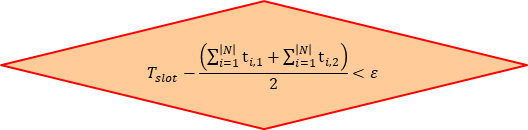 T_slot − (∑_{i=1}^{|N|} t_{i,1} + ∑_{i=1}^{|N|} t_{i,2}) / 2 < ε